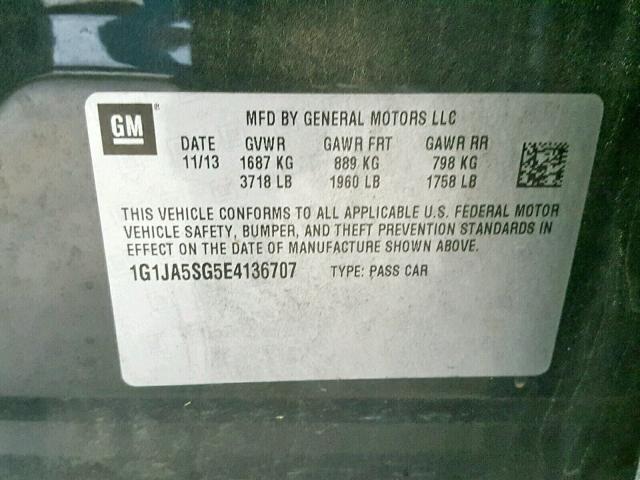 GM ®
MFD BY GENERAL MOTORS LLC
DATE GVWR GAWR FRT GAWR RR
11/13 1687 KG 889 KG 798 KG
3718 LB 1960 LB 1758 LB
THIS VEHICLE CONFORMS TO ALL APPLICABLE U.S. FEDERAL MOTOR
VEHICLE SAFETY, BUMPER, AND THEFT PREVENTION STANDARDS IN
EFFECT ON THE DATE OF MANUFACTURE SHOWN ABOVE.
1G1JA5SG5E4136707 TYPE: PASS CAR